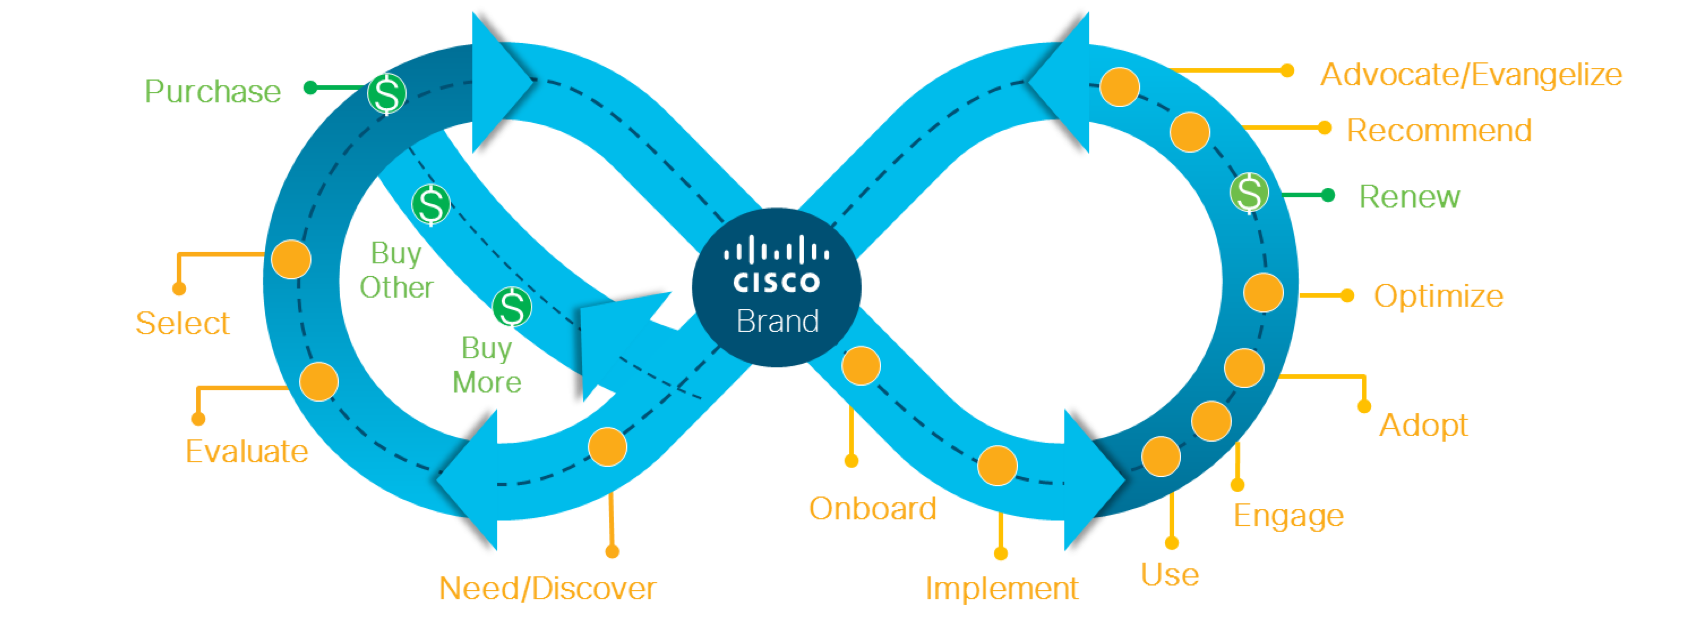 Purchase
Select
Evaluate
Need/Discover
Buy
Other
Buy
More
CISCO
Brand
Onboard
Implement
Use
Engage
Adopt
Optimize
Renew
Recommend
Advocate/Evangelize
$
$
$
$